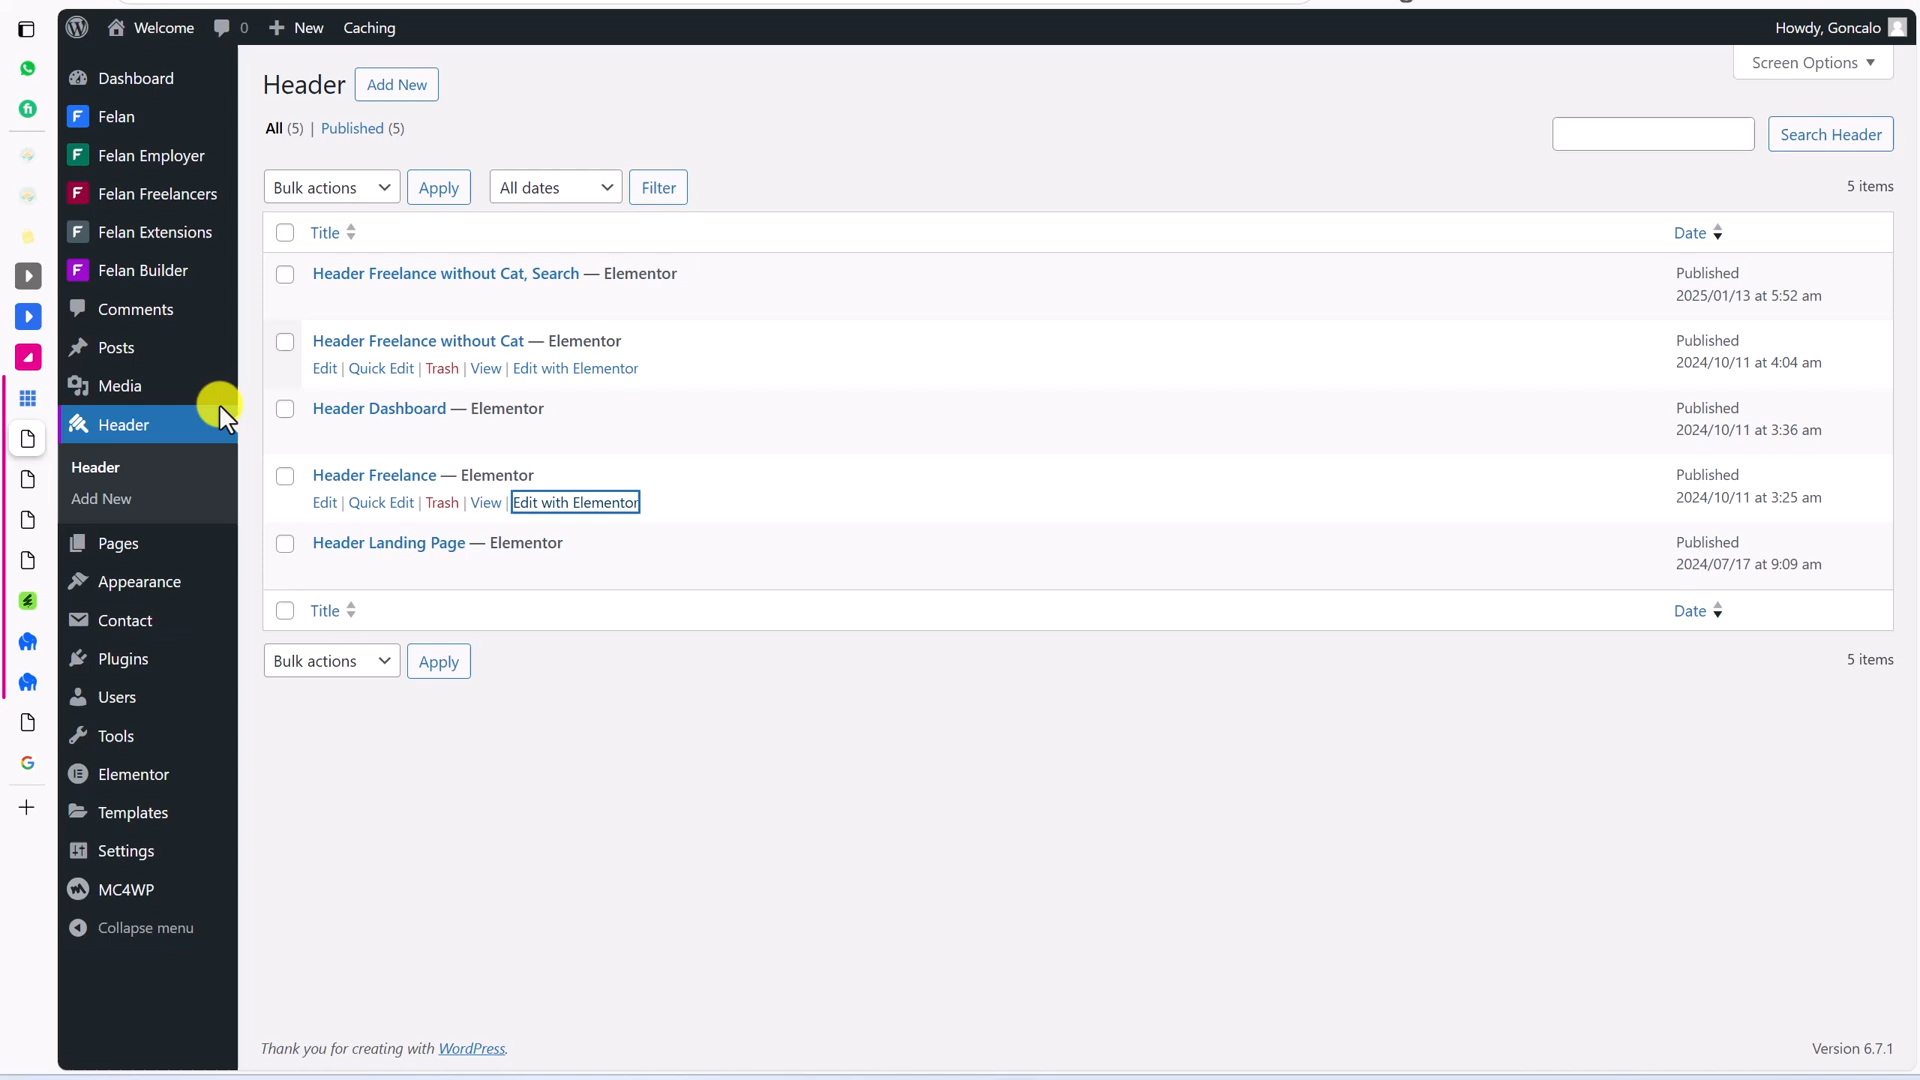 Welcome 0 New Caching Howdy, Goncalo
Screen Options
Dashboard
Felan
Felan Employer
Felan Freelancers
Felan Extensions
Felan Builder
Comments
Posts
Media
Header
Header
Add New
Pages
Appearance
Contact
Plugins
Users
Tools
Elementor
Templates
Settings
MC4WP
Collapse menu
Header Add New
All (5) | Published (5)
Search Header
Bulk actions Apply All dates Filter 5 items
Title Date
Header Freelance without Cat, Search — Elementor Published
2025/01/13 at 5:52 am
Header Freelance without Cat — Elementor Published
Edit | Quick Edit | Trash | View | Edit with Elementor 2024/10/11 at 4:04 am
Header Dashboard — Elementor Published
2024/10/11 at 3:36 am
Header Freelance — Elementor Published
Edit | Quick Edit | Trash | View | Edit with Elementor 2024/10/11 at 3:25 am
Header Landing Page — Elementor Published
2024/07/17 at 9:09 am
Title Date
Bulk actions Apply 5 items
Thank you for creating with WordPress. Version 6.7.1